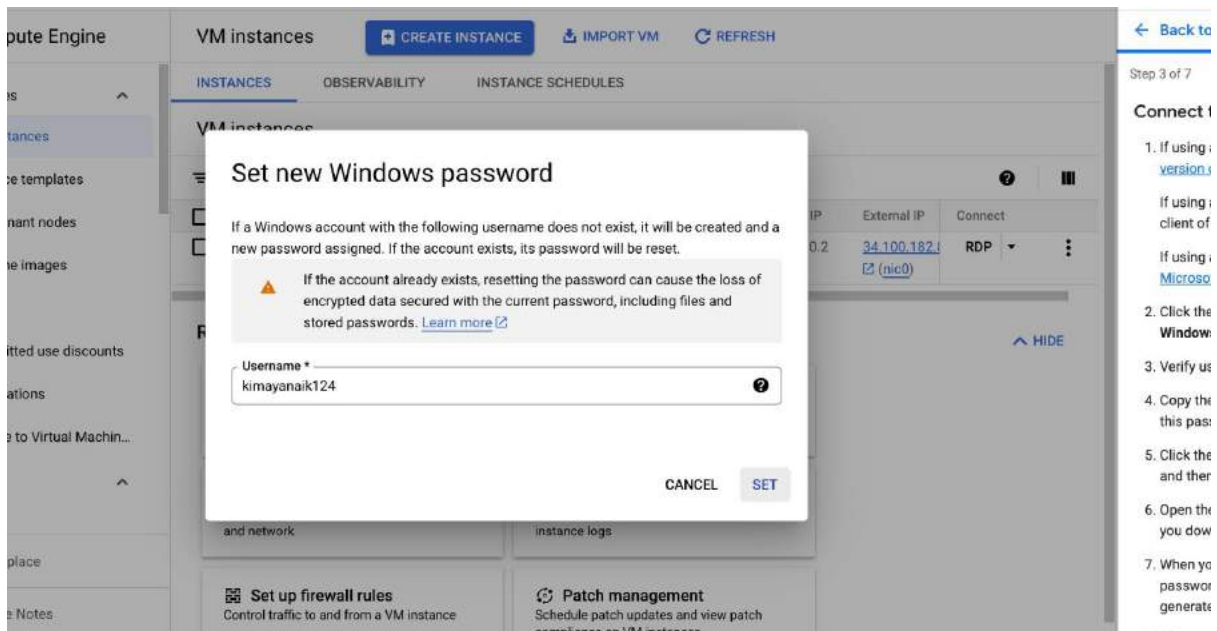 pute Engine
VM instances
CREATE INSTANCE
IMPORT VM
REFRESH
INSTANCES
OBSERVABILITY
INSTANCE SCHEDULES
VM instances
tances
e templates
nant nodes
e images
itted use discounts
ations
e to Virtual Machin...
place
e Notes
Set new Windows password
If a Windows account with the following username does not exist, it will be created and a
new password assigned. If the account exists, its password will be reset.
If the account already exists, resetting the password can cause the loss of
encrypted data secured with the current password, including files and
stored passwords. Learn more
Username *
kimayanaik124
CANCEL
SET
IP
External IP
Connect
0.2
34.100.182.
RDP
(nic0)
HIDE
and network
instance logs
Set up firewall rules
Control traffic to and from a VM instance
Patch management
Schedule patch updates and view patch
Back to
Step 3 of 7
Connect t
1. If using a
version
If using a
client of
If using a
Microso
2. Click the
Windows
3. Verify us
4. Copy the
this pas
5. Click the
and then
6. Open the
you dow
7. When yo
passwor
generate